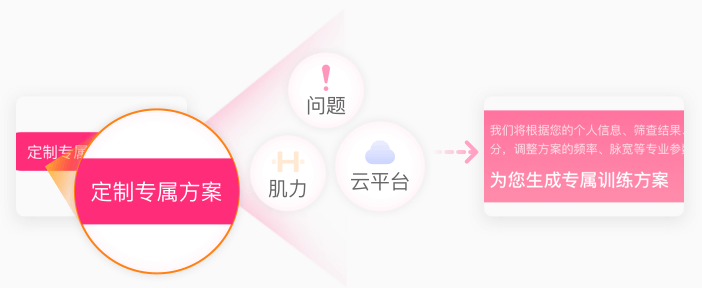 定制专属
定制专属方案
问题
肌力
云平台
我们将根据您的个人信息、筛查结果、
分，调整方案的频率、脉宽等专业参
为您生成专属训练方案